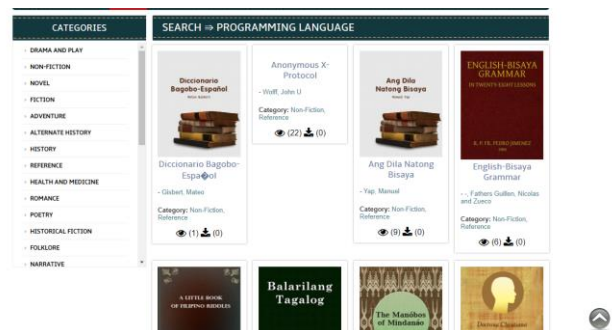 CATEGORIES
DRAMA AND PLAY
NON-FICTION
NOVEL
FICTION
ADVENTURE
ALTERNATE HISTORY
HISTORY
REFERENCE
HEALTH AND MEDICINE
ROMANCE
POETRY
HISTORICAL FICTION
FOLKLORE
NARRATIVE
SEARCH ⇒ PROGRAMMING LANGUAGE
Diccionario
Bagobo-Español
Diccionario Bagobo-
Espa�ol
- Gisbert, Mateo
Category: Non-Fiction,
Reference
(1) (0)
Anonymous X-
Protocol
- Wolff, John U
Category: Non-Fiction,
Reference
(22) (0)
Ang Dila
Natong Bisaya
Ang Dila Natong
Bisaya
- Yap, Manuel
Category: Non-Fiction,
Reference
(9) (0)
ENGLISH-BISAYA
GRAMMAR
IN TWENTY-EIGHT LESSONS
English-Bisaya
Grammar
- -, Fathers Guillen, Nicolas
and Zueco
Category: Non-Fiction,
Reference
(6) (0)
A LITTLE BOOK
OF FILIPINO RIDDLES
Balarilang
Tagalog
The Manóbos
of Mindanáo